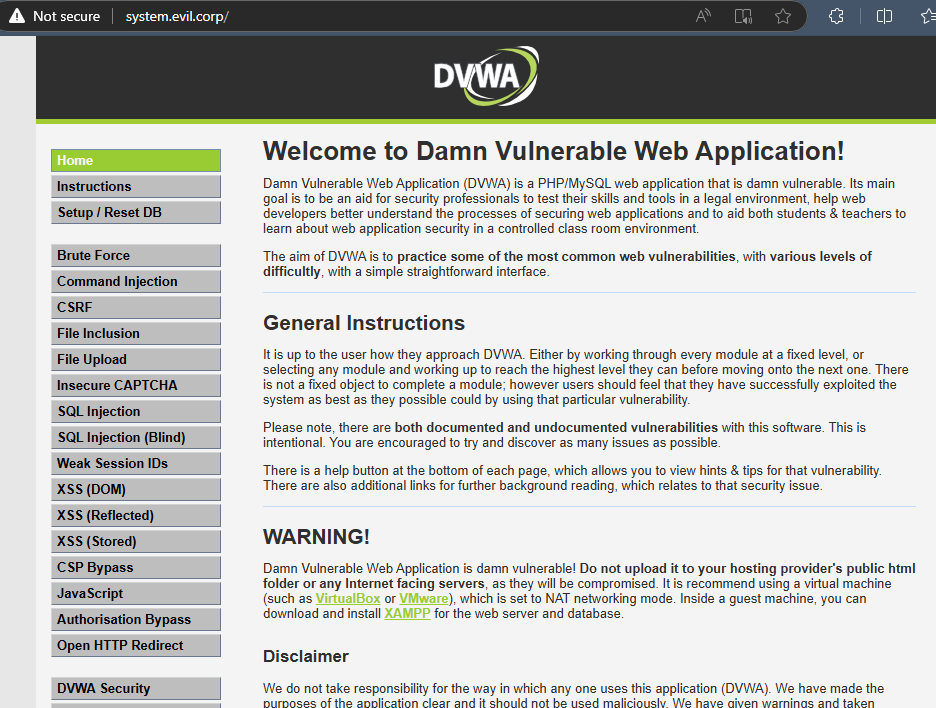 Not secure
system.evil.corp/
DVWA
Home
Instructions
Setup / Reset DB
Brute Force
Command Injection
CSRF
File Inclusion
File Upload
Insecure CAPTCHA
SQL Injection
SQL Injection (Blind)
Weak Session IDs
XSS (DOM)
XSS (Reflected)
XSS (Stored)
CSP Bypass
JavaScript
Authorisation Bypass
Open HTTP Redirect
DVWA Security
Welcome to Damn Vulnerable Web Application!
Damn Vulnerable Web Application (DVWA) is a PHP/MySQL web application that is damn vulnerable. Its main
goal is to be an aid for security professionals to test their skills and tools in a legal environment, help web
developers better understand the processes of securing web applications and to aid both students & teachers to
learn about web application security in a controlled class room environment.
The aim of DVWA is to practice some of the most common web vulnerabilities, with various levels of
difficultly, with a simple straightforward interface.
General Instructions
It is up to the user how they approach DVWA. Either by working through every module at a fixed level, or
selecting any module and working up to reach the highest level they can before moving onto the next one. There
is not a fixed object to complete a module; however users should feel that they have successfully exploited the
system as best as they possible could by using that particular vulnerability.
Please note, there are both documented and undocumented vulnerabilities with this software. This is
intentional. You are encouraged to try and discover as many issues as possible.
There is a help button at the bottom of each page, which allows you to view hints & tips for that vulnerability.
There are also additional links for further background reading, which relates to that security issue.
WARNING!
Damn Vulnerable Web Application is damn vulnerable! Do not upload it to your hosting provider's public html
folder or any Internet facing servers, as they will be compromised. It is recommend using a virtual machine
(such as VirtualBox or VMware), which is set to NAT networking mode. Inside a guest machine, you can
download and install XAMPP for the web server and database.
Disclaimer
We do not take responsibility for the way in which any one uses this application (DVWA). We have made the
purposes of the application clear and it should not be used maliciously. We have given warnings and taken